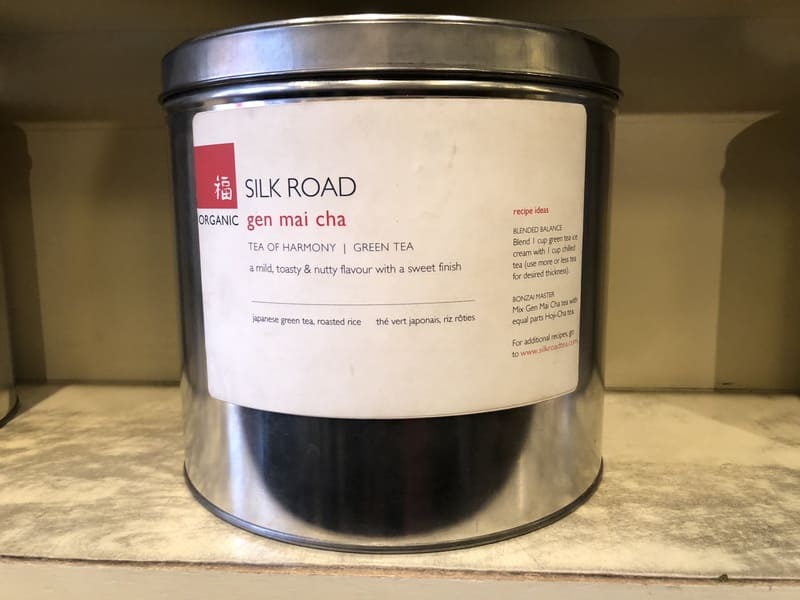 福
SILK ROAD
ORGANIC gen mai cha
TEA OF HARMONY | GREEN TEA
a mild, toasty & nutty flavour with a sweet finish
japanese green tea, roasted rice thé vert japonais, riz rôties
recipe ideas
BLENDED BALANCE
Blend 1 cup green tea ice
cream with 1 cup chilled
tea (use more or less tea
for desired thickness).
BONZAI MASTER
Mix Gen Mai Cha tea with
equal parts Hoji-Cha tea.
For additional recipes, go
to www.silkroadtea.com